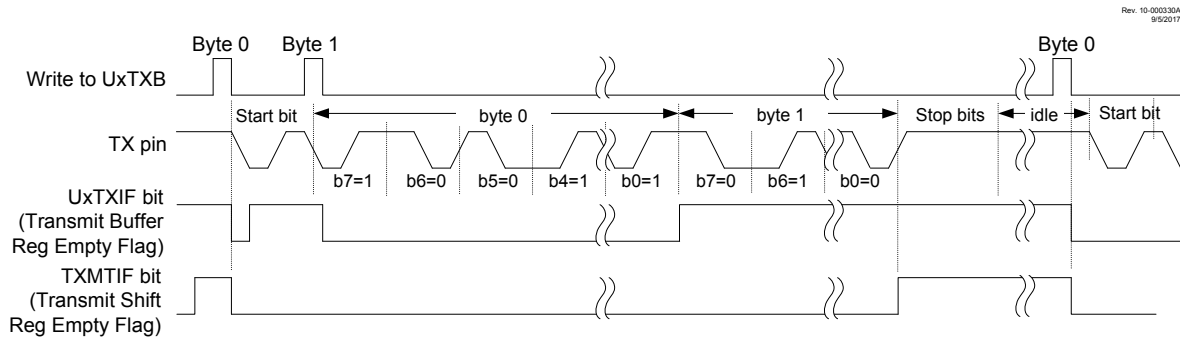 Rev. 10-000330A
9/5/2017
Byte 0 Byte 1 Byte 0
Write to UxTXB
Start bit byte 0 byte 1 Stop bits idle Start bit
TX pin
b7=1 b6=0 b5=0 b4=1 b0=1 b7=0 b6=1 b0=0
UxTXIF bit
(Transmit Buffer
Reg Empty Flag)
TXMTIF bit
(Transmit Shift
Reg Empty Flag)